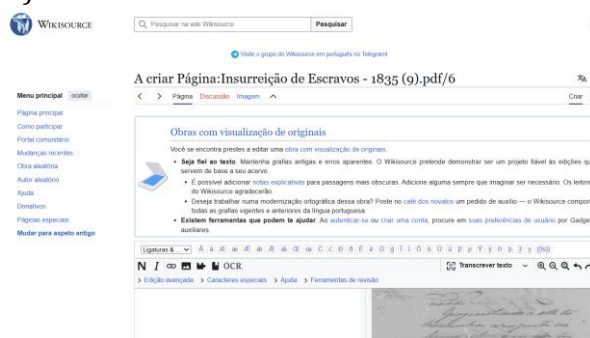 WIKISOURCE
Pesquisar na wiki Wikisource
Pesquisar
Visite o grupo do Wikisource em português no Telegram!
A criar Página:Insurreição de Escravos - 1835 (9).pdf/6
Menu principal ocultar
Página principal
Como participar
Portal comunitário
Mudanças recentes
Obra aleatória
Autor aleatório
Ajuda
Donativos
Páginas especiais
Mudar para aspeto antigo
Página Discussão Imagem
Criar
Obras com visualização de originais
Você se encontra prestes a editar uma obra com visualização de originais.
Seja fiel ao texto. Mantenha grafias antigas e erros aparentes. O Wikisource pretende demonstrar ser um projeto fiável às edições qu
servem de base a seu acervo.
É possível adicionar notas explicativas para passagens mais obscuras. Adicione alguma sempre que imaginar ser necessário. Os leitore
do Wikisource agradecerão.
Deseja trabalhar numa modernização ortográfica dessa obra? Poste no café dos novatos um pedido de auxílio — o Wikisource compor
todas as grafias vigentes e anteriores da língua portuguesa.
Existem ferramentas que podem te ajudar. Ao autenticar-se ou criar uma conta, procure em suas preferências de usuário por Gadge
auxiliares.
Ligaturas &...
N I OCR
Transcrever texto
Edição avançada Caracteres especiais Ajuda Ferramentas de revisão